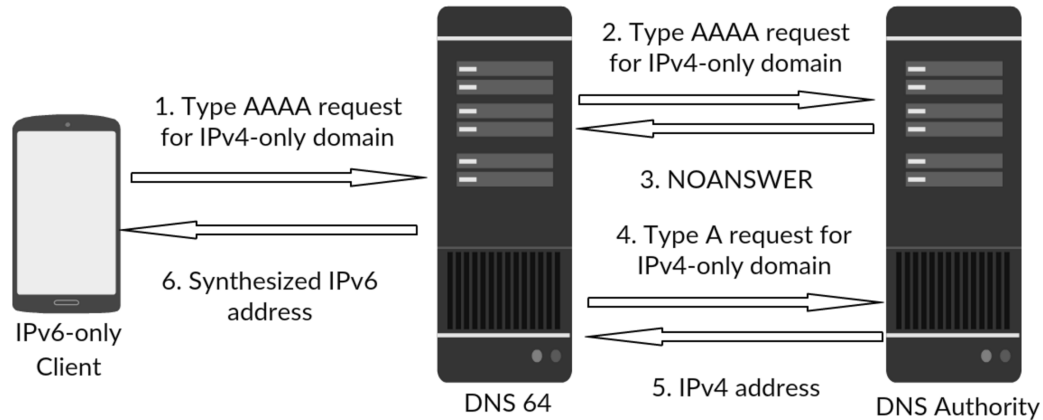 1. Type AAAA request
for IPv4-only domain
2. Type AAAA request
for IPv4-only domain
3. NOANSWER
4. Type A request for
IPv4-only domain
5. IPv4 address
6. Synthesized IPv6
address
IPv6-only
Client
DNS 64
DNS Authority